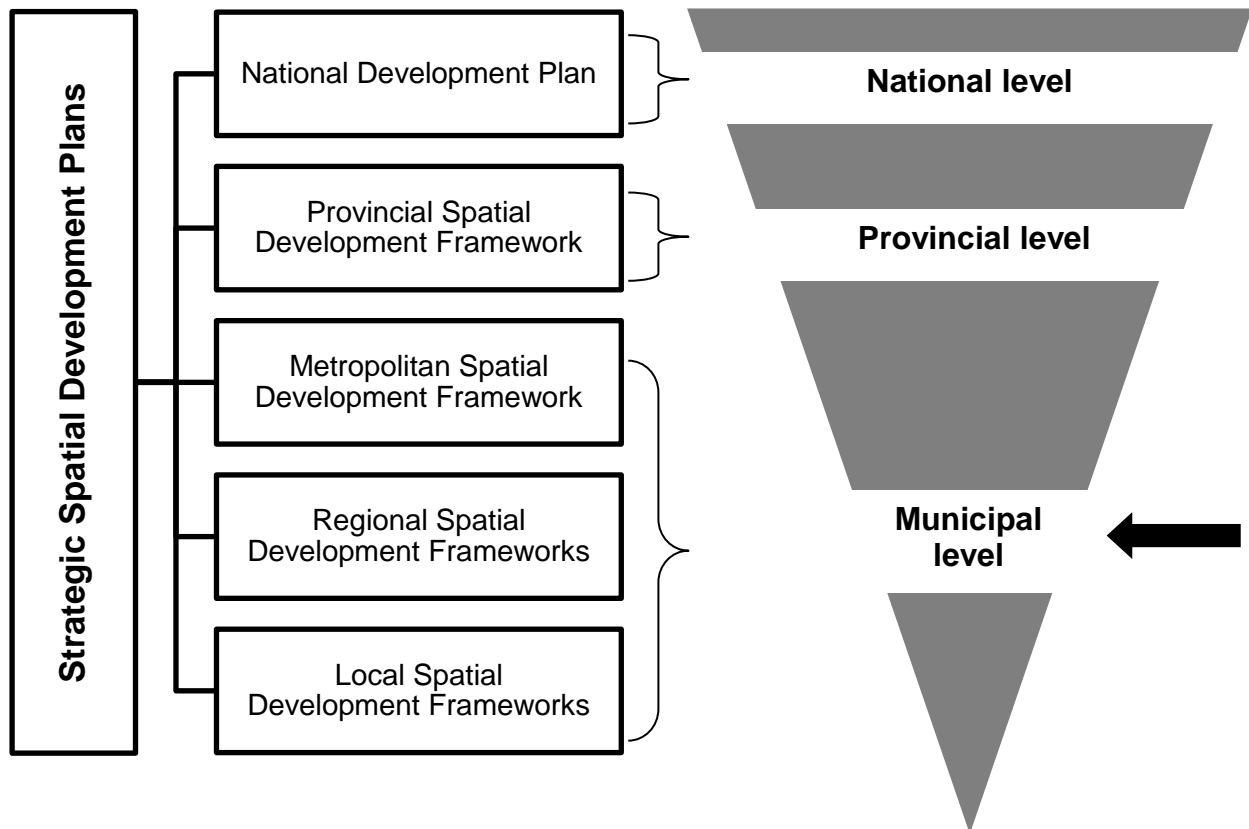 Strategic Spatial Development Plans
National Development Plan
Provincial Spatial
Development Framework
Metropolitan Spatial
Development Framework
Regional Spatial
Development Frameworks
Local Spatial
Development Frameworks
National level
Provincial level
Municipal
level